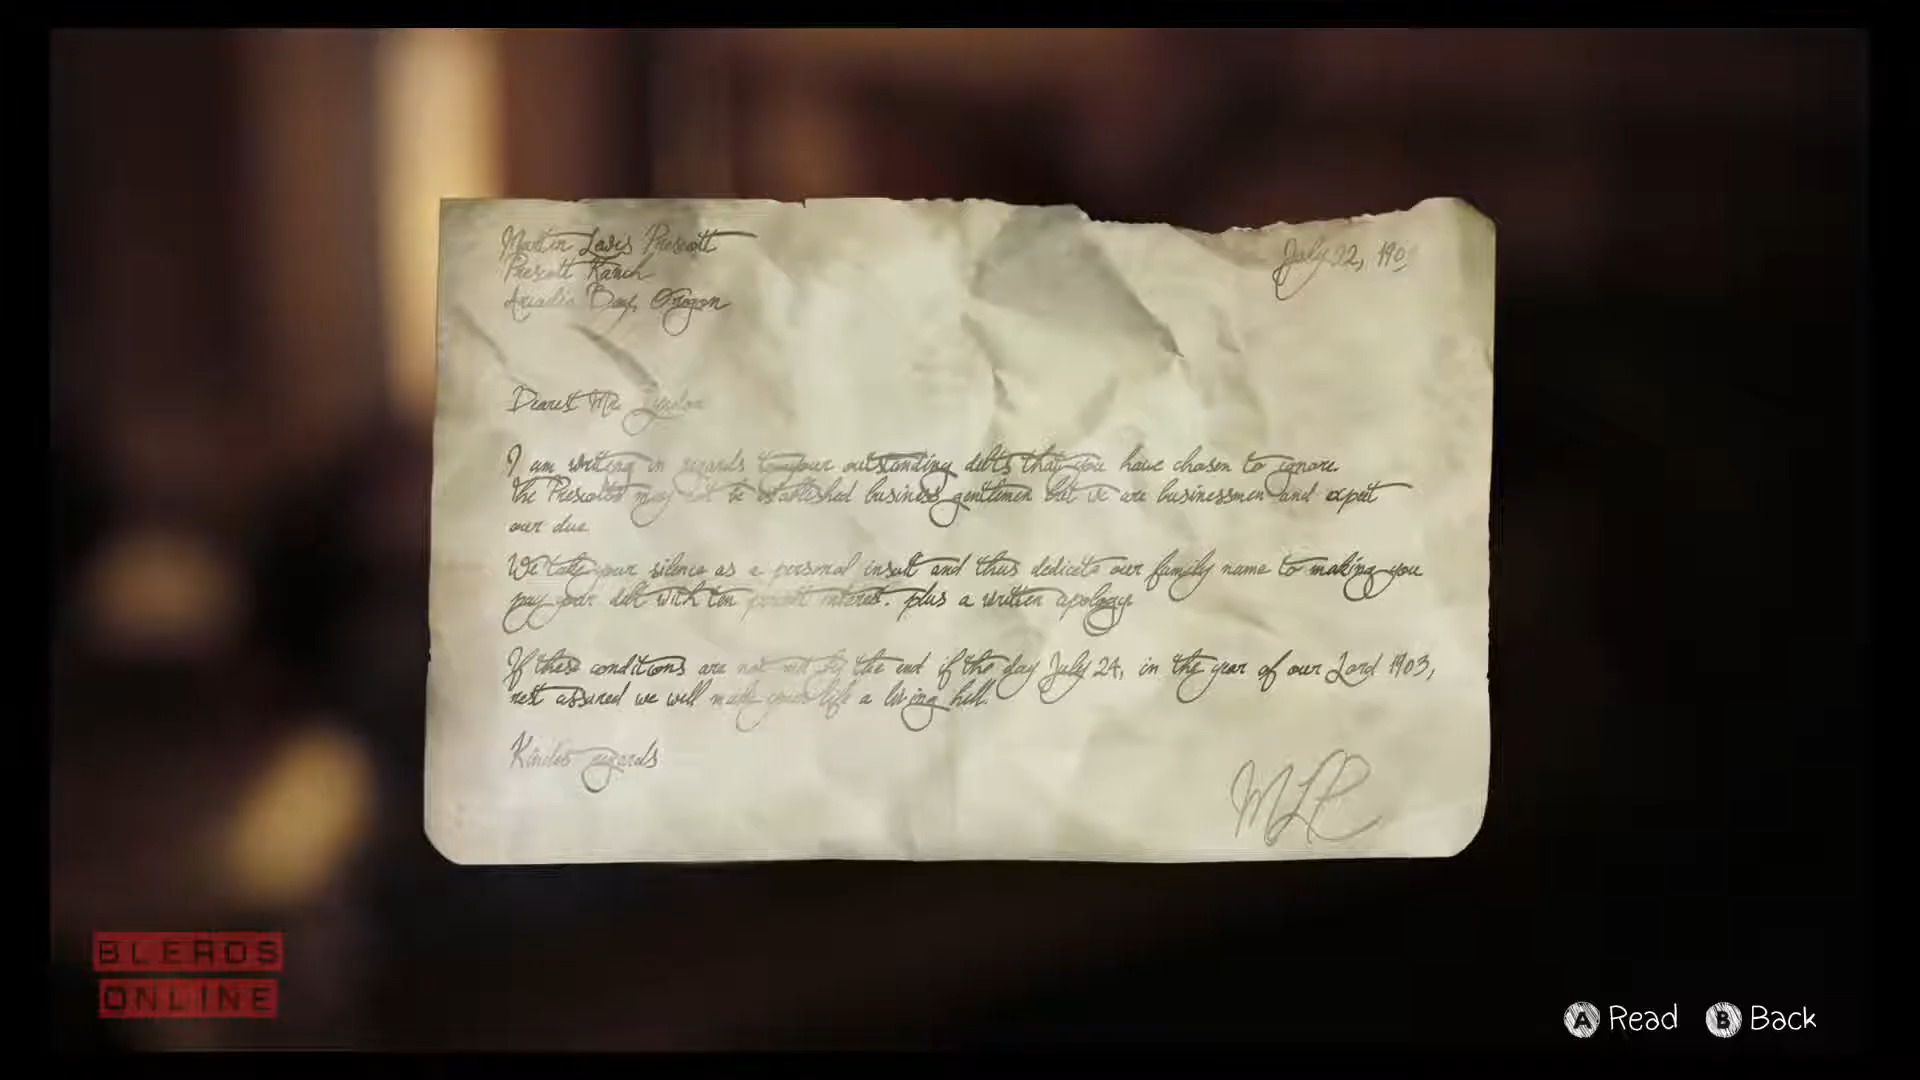 Martin Lewis Prescott
July 22, 190
Prescott Ranch
Arcadia Bay, Oregon
Dearest Mr.
I am writing in regards to your outstanding debts that you have chosen to ignore.
The Prescotts may not be established business gentlemen but we are businessmen and expect
our due.
We take your silence as a personal insult and thus dedicate our family name to making you
pay your debt with ten percent interest, plus a written apology.
If these conditions are not met by the end if the day July 24, in the year of our Lord 1903,
rest assured we will make your life a living hell.
Kindest regards
MLP
BLERDS
ONLINE
A Read B Back